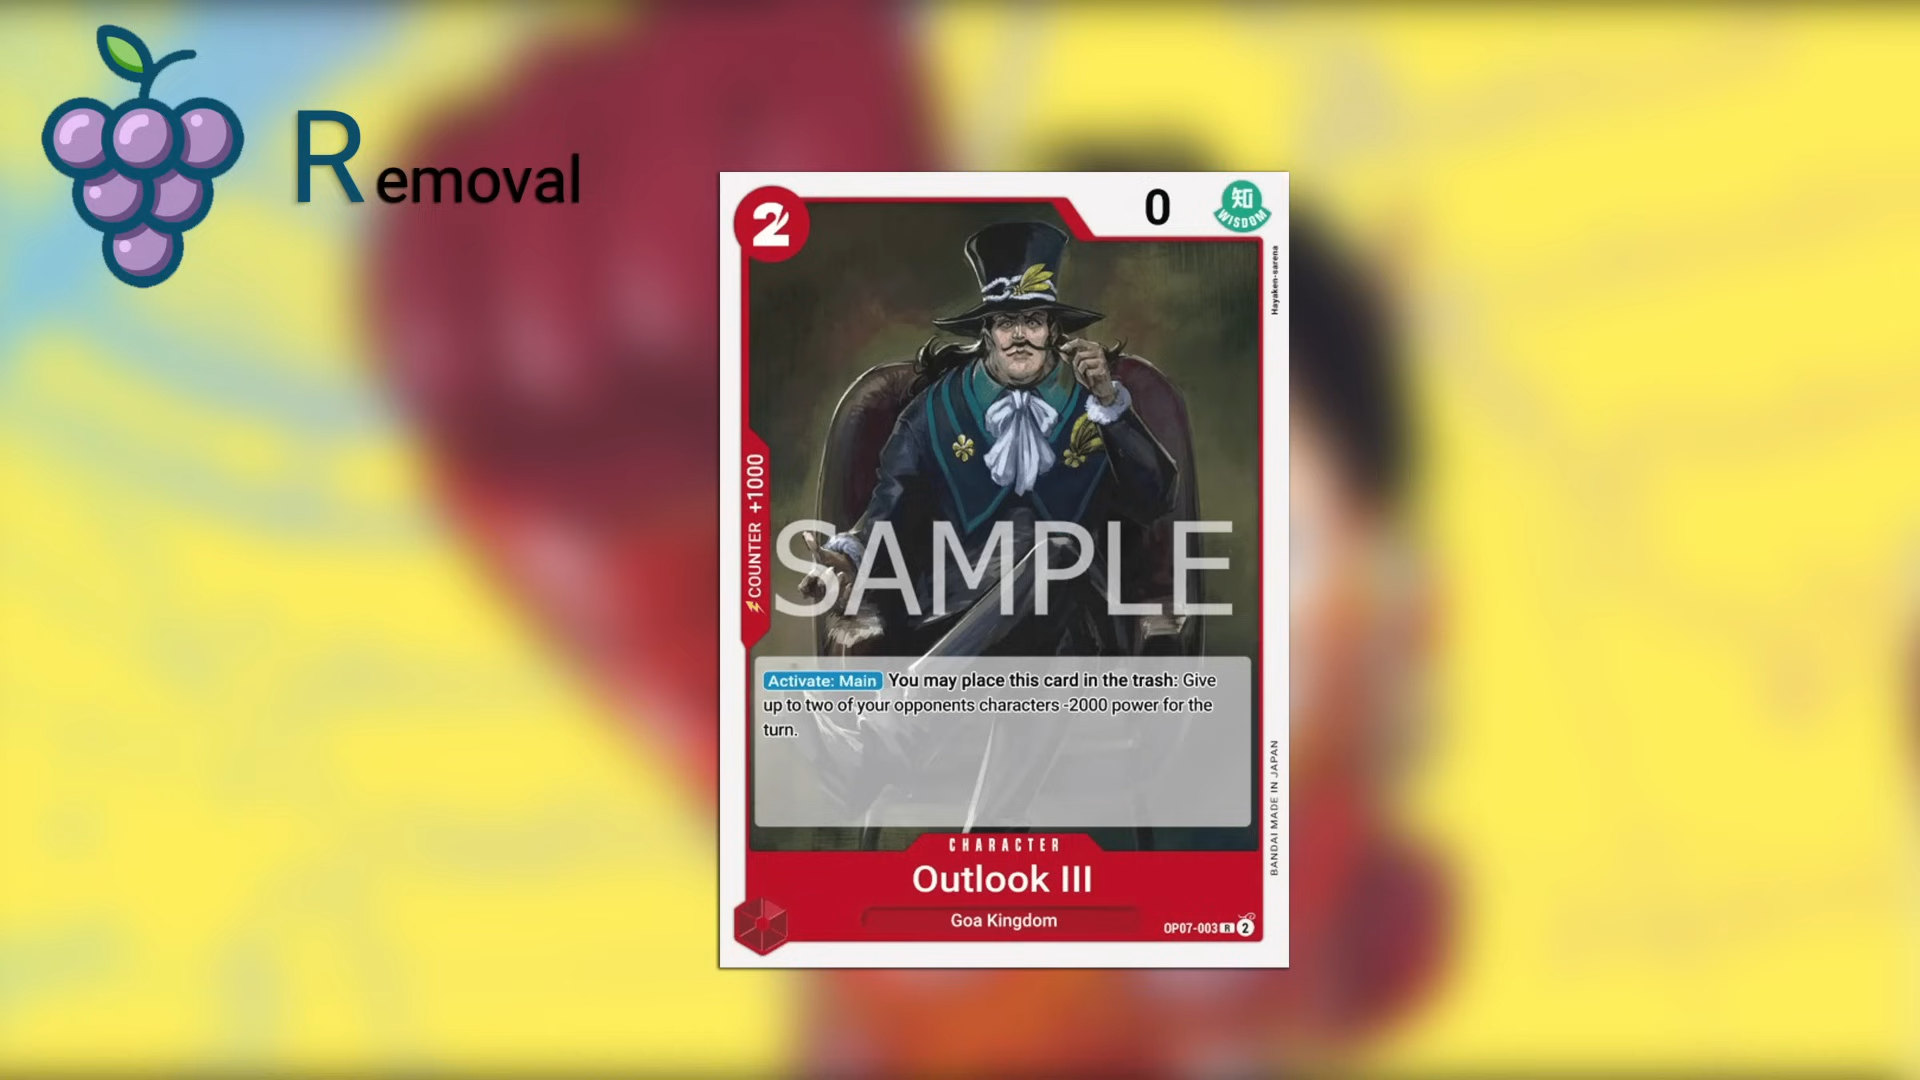 Removal
2
0
知
WISDOM
Hayaken-sarena
COUNTER +1000
SAMPLE
Activate: Main You may place this card in the trash: Give
up to two of your opponents characters -2000 power for the
turn.
BANDAI MADE IN JAPAN
CHARACTER
Outlook III
Goa Kingdom
OP07-003 R 2